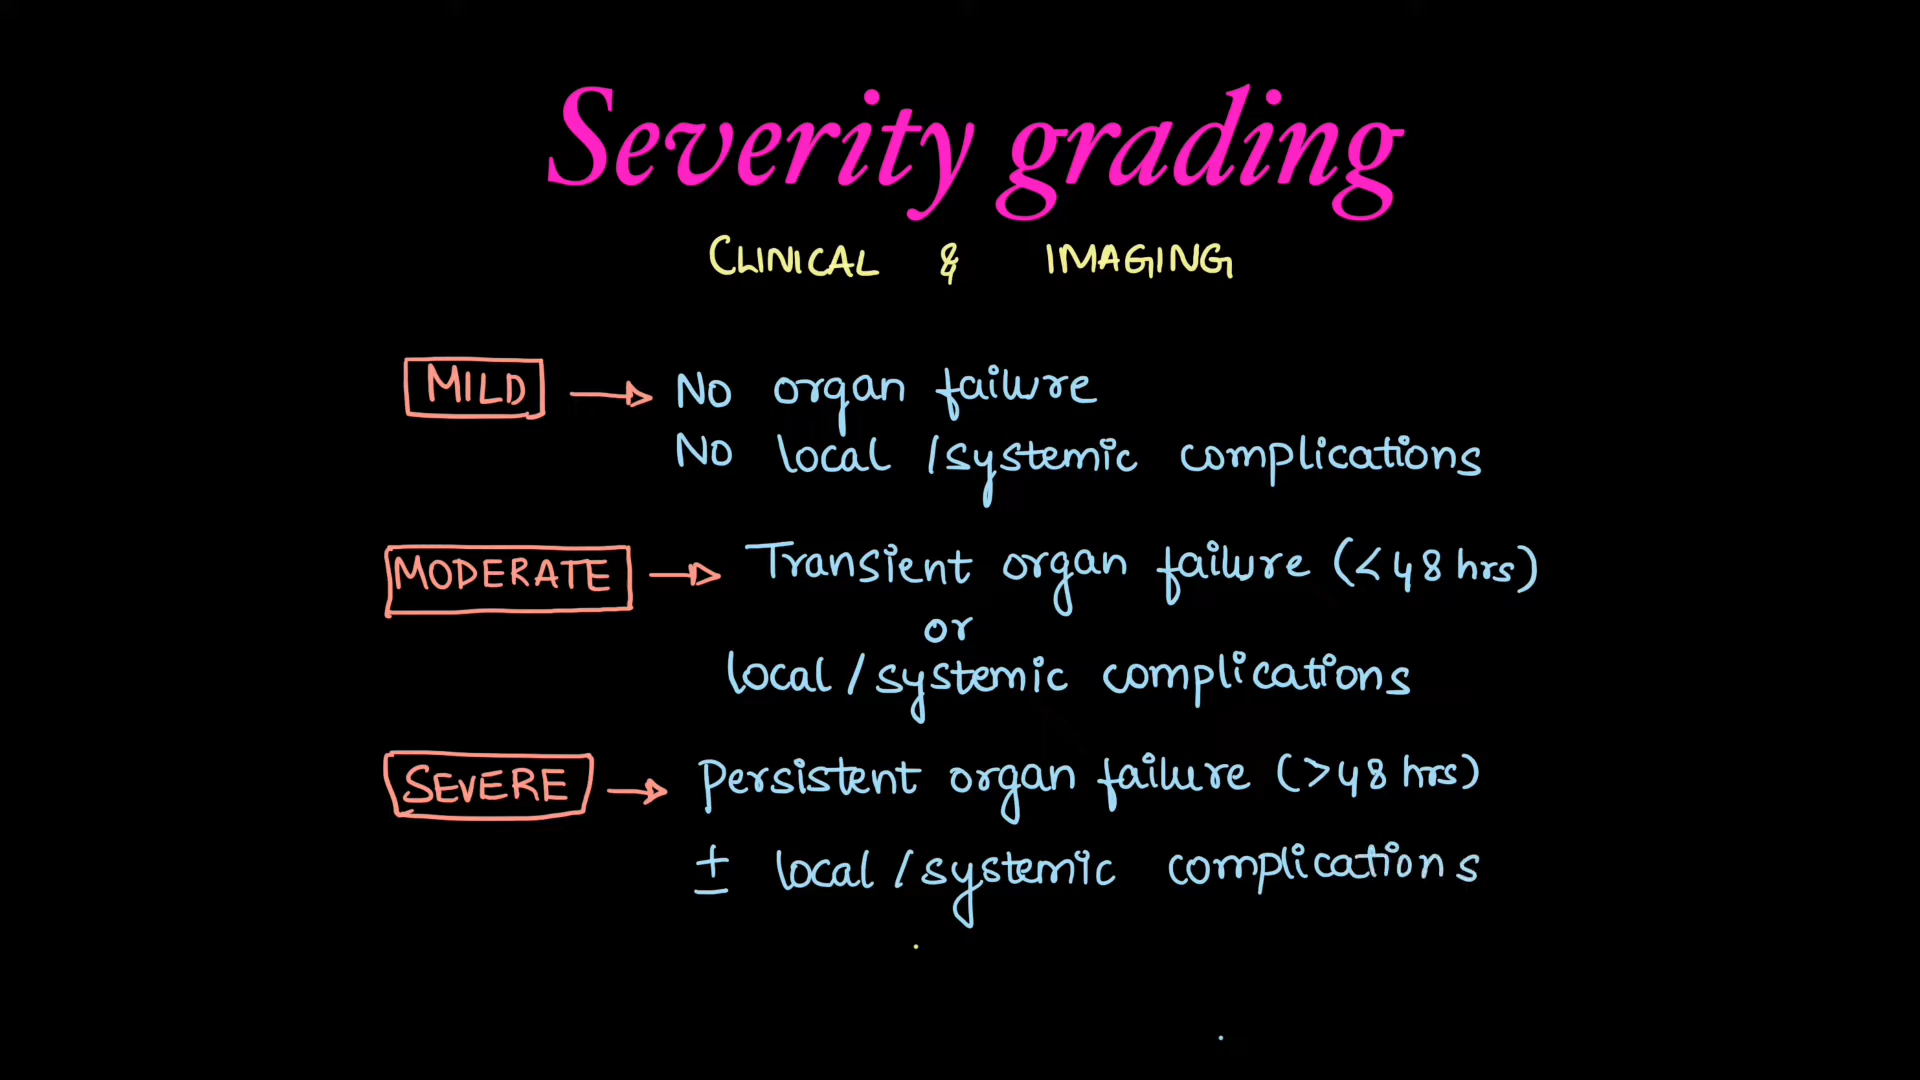 Severity grading
CLINICAL & IMAGING
MILD → No organ failure
No local /systemic complications
MODERATE → Transient organ failure (<48 hrs)
or
local / systemic complications
SEVERE → Persistent organ failure (>48 hrs)
± local / systemic complications